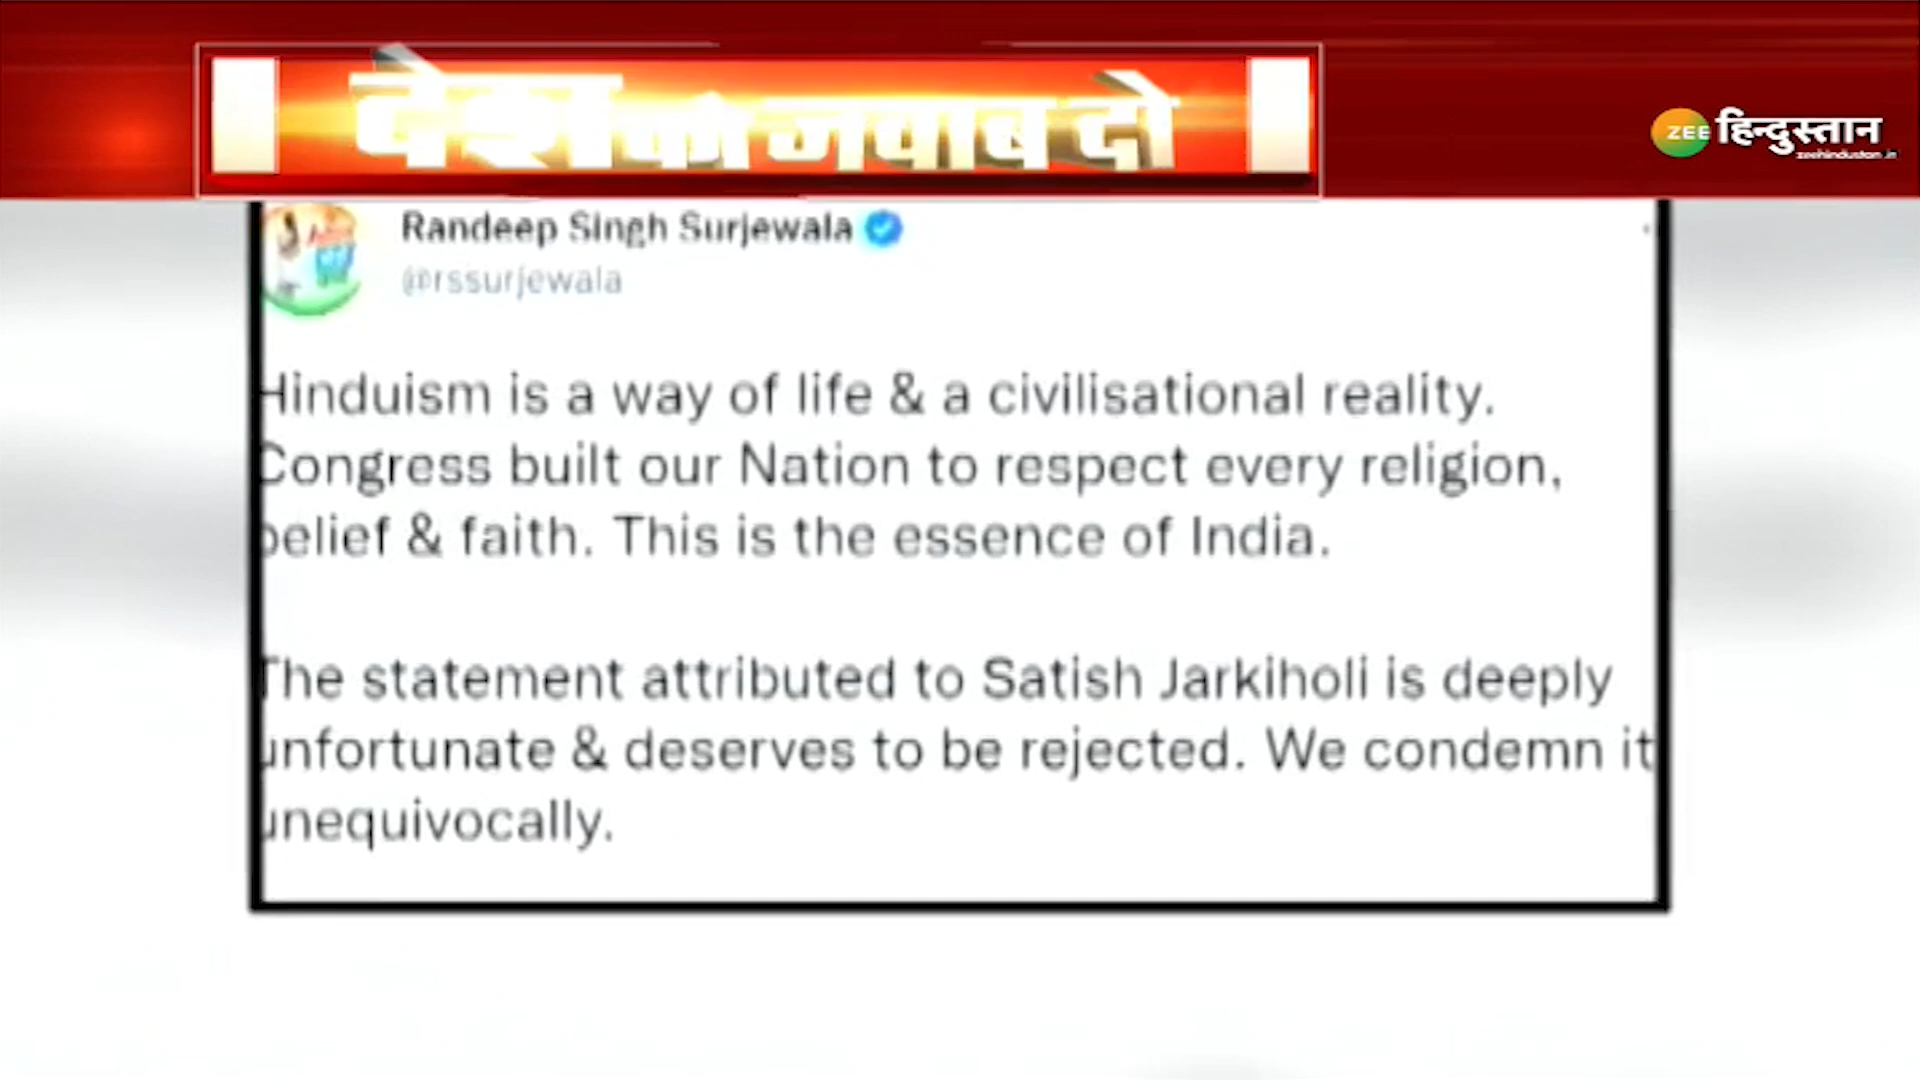 देश को जवाब दो
ZEE हिन्दुस्तान
zeehindustan.in
Randeep Singh Surjewala
@rssurjewala
Hinduism is a way of life & a civilisational reality.
Congress built our Nation to respect every religion,
belief & faith. This is the essence of India.
The statement attributed to Satish Jarkiholi is deeply
unfortunate & deserves to be rejected. We condemn it
unequivocally.